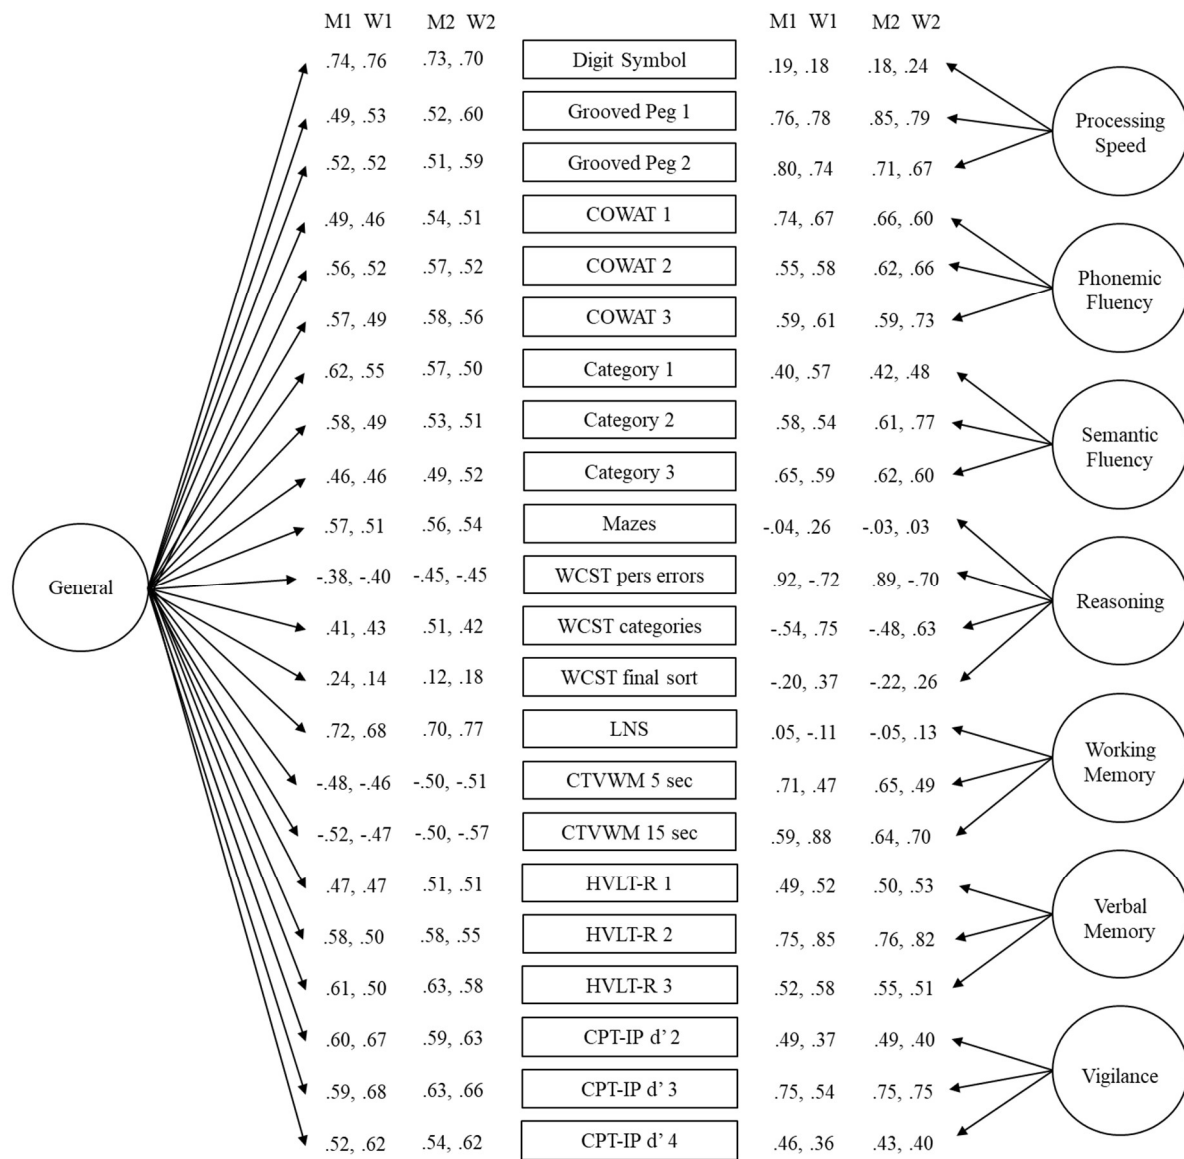 M1 W1 M2 W2 M1 W1 M2 W2
.74, .76 .73, .70 Digit Symbol .19, .18 .18, .24
.49, .53 .52, .60 Grooved Peg 1 .76, .78 .85, .79
Processing
Speed
.52, .52 .51, .59 Grooved Peg 2 .80, .74 .71, .67
.49, .46 .54, .51 COWAT 1 .74, .67 .66, .60
.56, .52 .57, .52 COWAT 2 .55, .58 .62, .66
Phonemic
Fluency
.57, .49 .58, .56 COWAT 3 .59, .61 .59, .73
.62, .55 .57, .50 Category 1 .40, .57 .42, .48
.58, .49 .53, .51 Category 2 .58, .54 .61, .77
Semantic
Fluency
.46, .46 .49, .52 Category 3 .65, .59 .62, .60
.57, .51 .56, .54 Mazes -.04, .26 -.03, .03
General
-.38, -.40 -.45, -.45 WCST pers errors .92, -.72 .89, -.70
Reasoning
.41, .43 .51, .42 WCST categories -.54, .75 -.48, .63
.24, .14 .12, .18 WCST final sort -.20, .37 -.22, .26
.72, .68 .70, .77 LNS .05, -.11 -.05, .13
Working
Memory
-.48, -.46 -.50, -.51 CTVWM 5 sec .71, .47 .65, .49
-.52, -.47 -.50, -.57 CTVWM 15 sec .59, .88 .64, .70
.47, .47 .51, .51 HVLT-R 1 .49, .52 .50, .53
Verbal
Memory
.58, .50 .58, .55 HVLT-R 2 .75, .85 .76, .82
.61, .50 .63, .58 HVLT-R 3 .52, .58 .55, .51
.60, .67 .59, .63 CPT-IP d’ 2 .49, .37 .49, .40
Vigilance
.59, .68 .63, .66 CPT-IP d’ 3 .75, .54 .75, .75
.52, .62 .54, .62 CPT-IP d’ 4 .46, .36 .43, .40